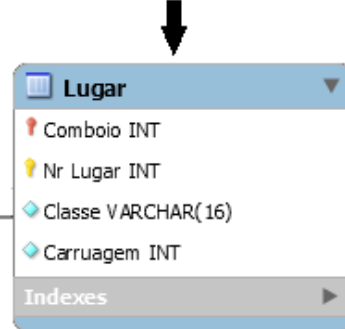 Lugar
Comboio INT
Nr Lugar INT
Classe VARCHAR(16)
Carruagem INT
Indexes